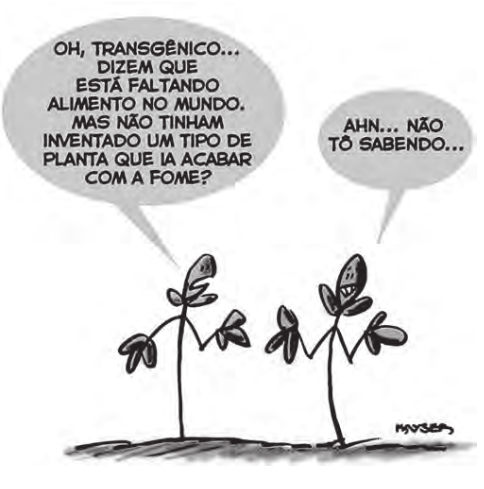 OH, TRANSGÊNICO...
DIZEM QUE
ESTÁ FALTANDO
ALIMENTO NO MUNDO.
MAS NÃO TINHAM
INVENTADO UM TIPO DE
PLANTA QUE IA ACABAR
COM A FOME?
AHN... NÃO
TÔ SABENDO...
KAYSER